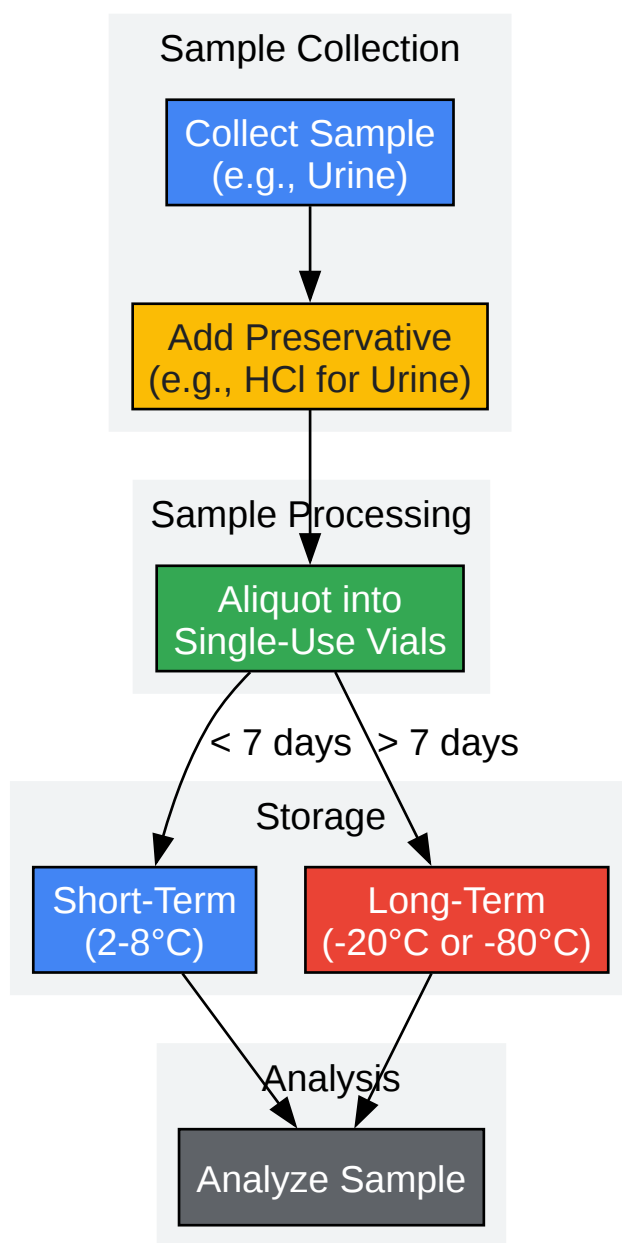 Sample Collection
Collect Sample
(e.g., Urine)
Add Preservative
(e.g., HCl for Urine)
Sample Processing
Aliquot into
Single-Use Vials
< 7 days
> 7 days
Storage
Short-Term
(2-8°C)
Long-Term
(-20°C or -80°C)
Analysis
Analyze Sample